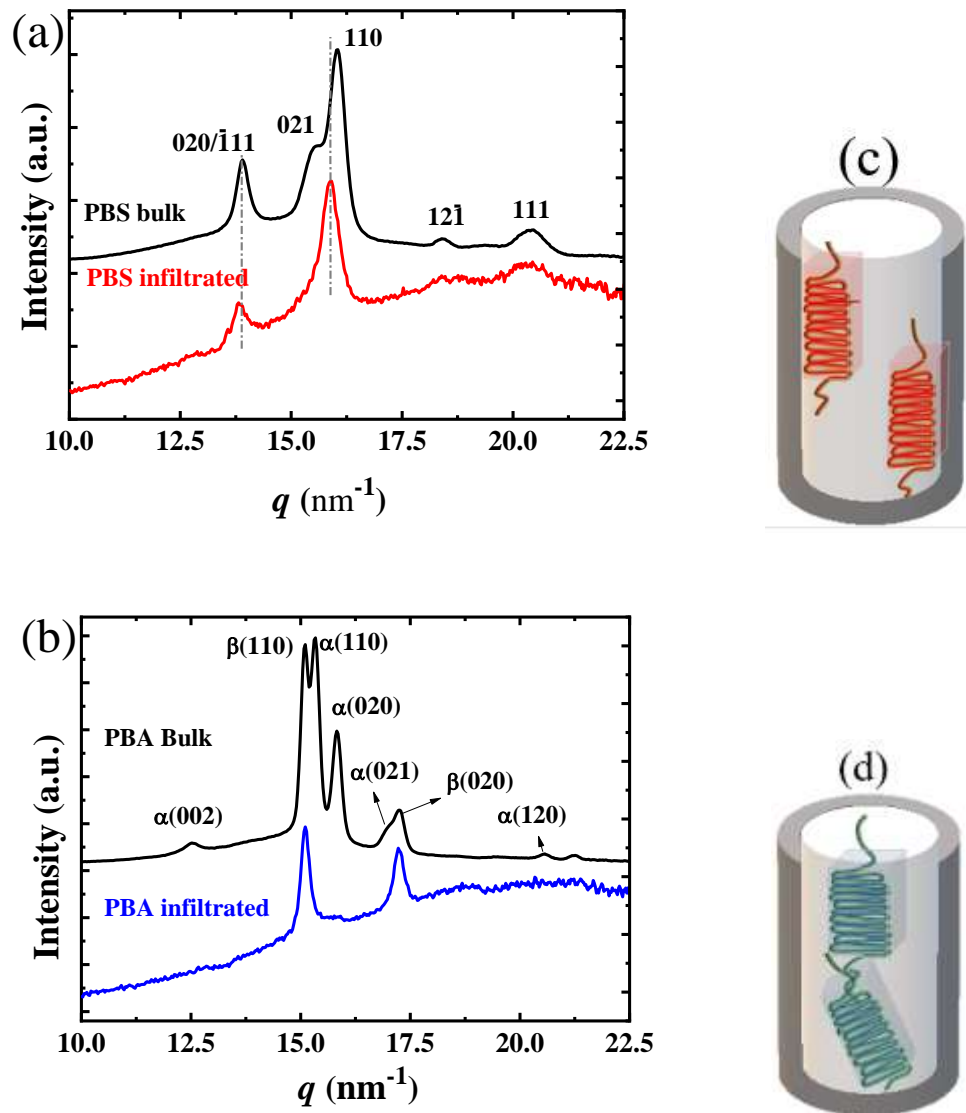 (a)
110
021
020/1̄11
121̄
111
PBS bulk
PBS infiltrated
Intensity (a.u.)
10.0 12.5 15.0 17.5 20.0 22.5
q (nm⁻¹)
(c)
(b)
β(110) α(110)
α(020)
PBA Bulk
α(021)
β(020)
α(002)
α(120)
PBA infiltrated
Intensity (a.u.)
10.0 12.5 15.0 17.5 20.0 22.5
q (nm⁻¹)
(d)